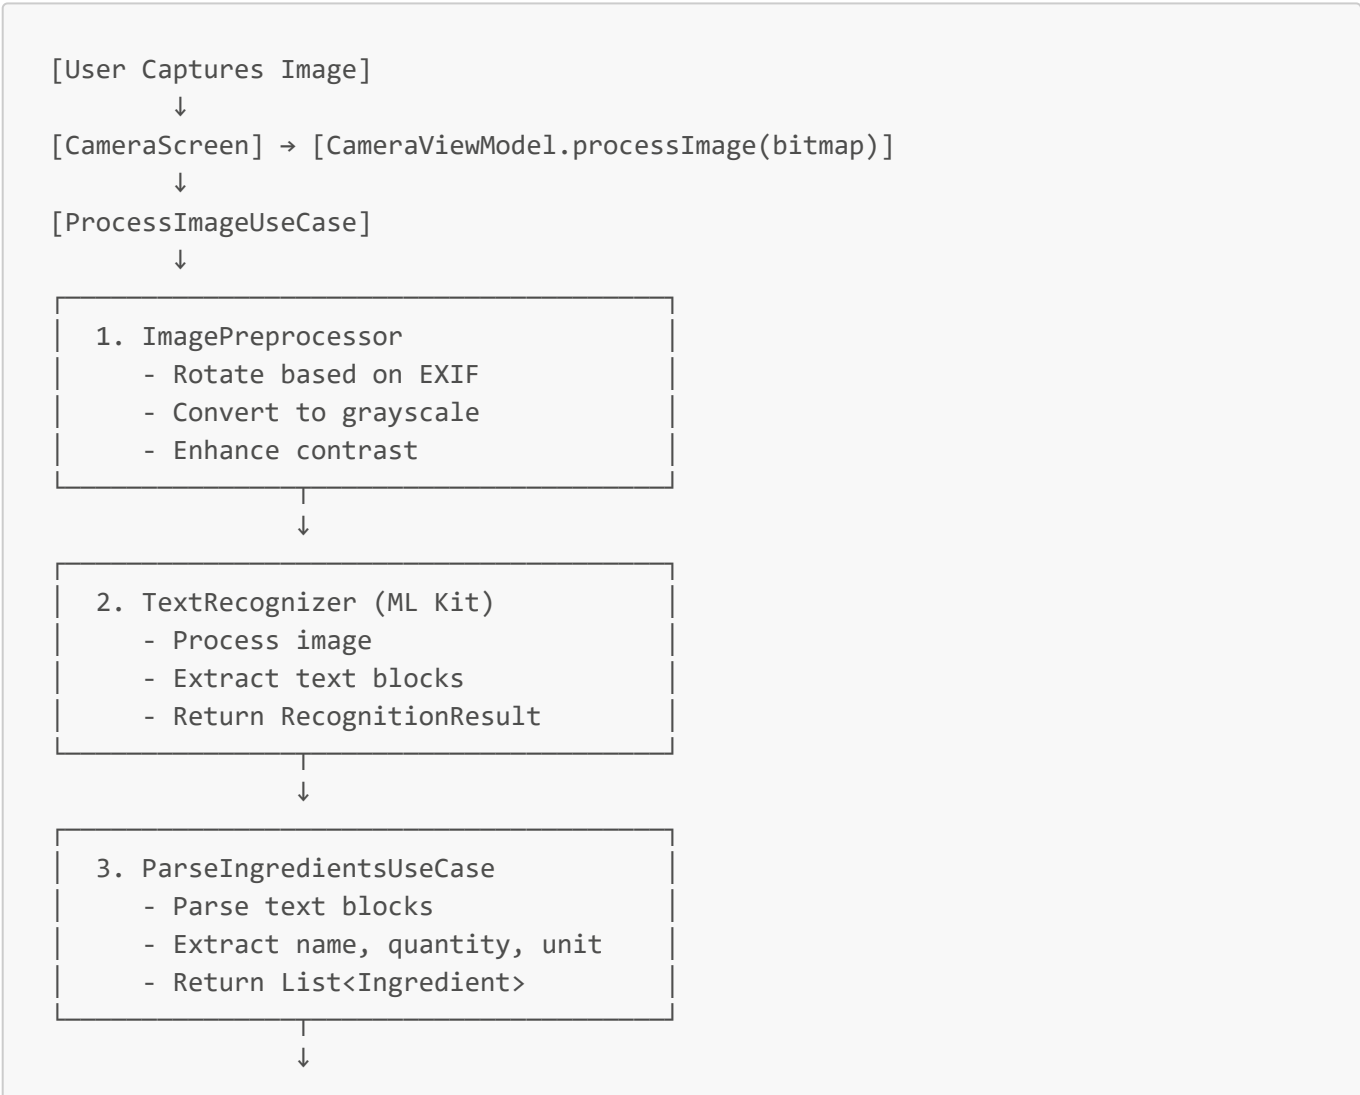 [User Captures Image]
↓
[CameraScreen] → [CameraViewModel.processImage(bitmap)]
↓
[ProcessImageUseCase]
↓
1. ImagePreprocessor
- Rotate based on EXIF
- Convert to grayscale
- Enhance contrast
↓
2. TextRecognizer (ML Kit)
- Process image
- Extract text blocks
- Return RecognitionResult
↓
3. ParseIngredientsUseCase
- Parse text blocks
- Extract name, quantity, unit
- Return List<Ingredient>
↓